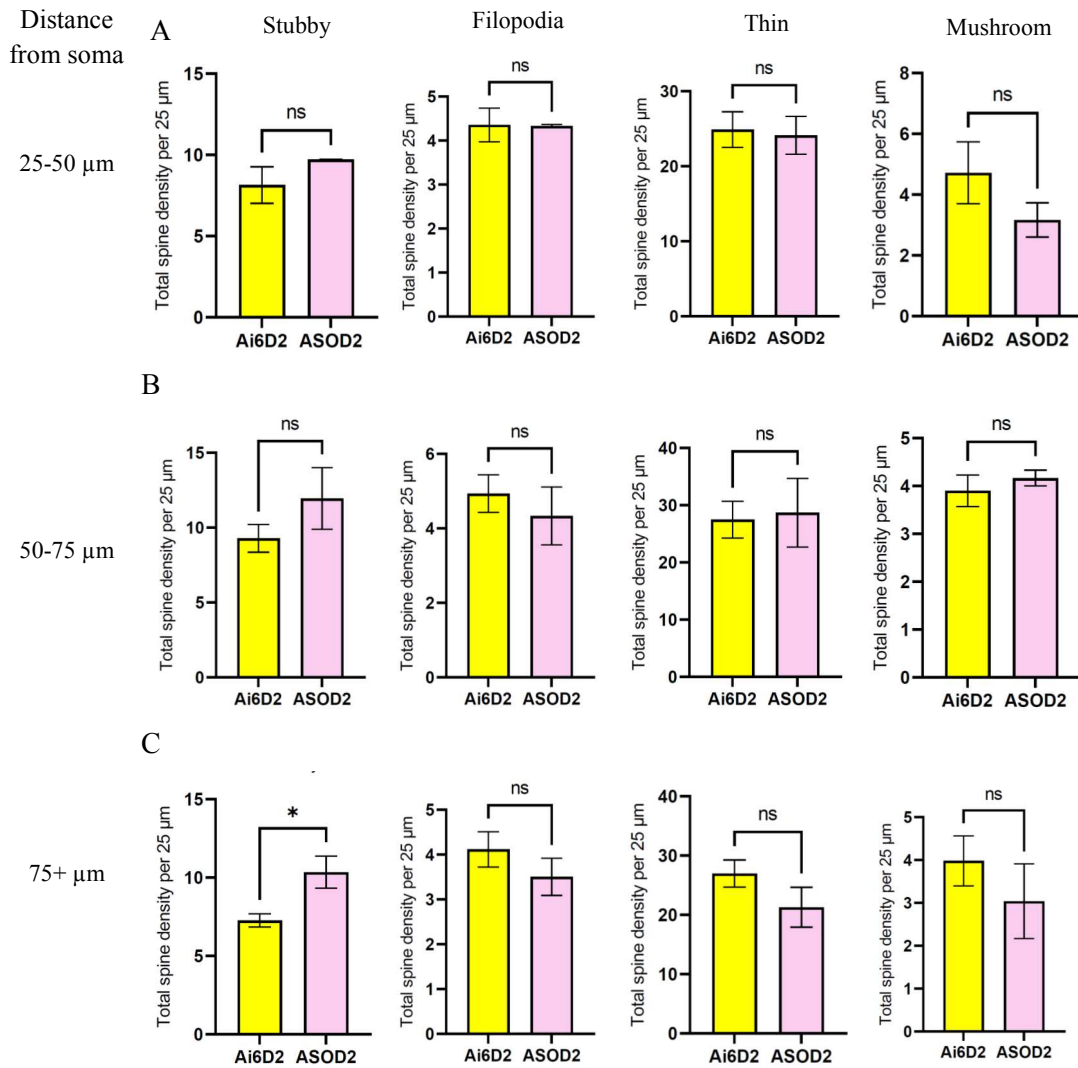 Distance
from soma
A
Stubby
Filopodia
Thin
Mushroom
25-50 µm
Total spine density per 25 µm
15
10
5
0
ns
Ai6D2 ASOD2
Total spine density per 25 µm
5
4
3
2
1
0
ns
Ai6D2 ASOD2
Total spine density per 25 µm
30
20
10
0
ns
Ai6D2 ASOD2
Total spine density per 25 µm
8
6
4
2
0
ns
Ai6D2 ASOD2
B
50-75 µm
Total spine density per 25 µm
15
10
5
0
ns
Ai6D2 ASOD2
Total spine density per 25 µm
6
4
2
0
ns
Ai6D2 ASOD2
Total spine density per 25 µm
40
30
20
10
0
ns
Ai6D2 ASOD2
Total spine density per 25 µm
5
4
3
2
1
0
ns
Ai6D2 ASOD2
C
75+ µm
Total spine density per 25 µm
15
10
5
0
*
Ai6D2 ASOD2
Total spine density per 25 µm
5
4
3
2
1
0
ns
Ai6D2 ASOD2
Total spine density per 25 µm
40
30
20
10
0
ns
Ai6D2 ASOD2
Total spine density per 25 µm
5
4
3
2
1
0
ns
Ai6D2 ASOD2